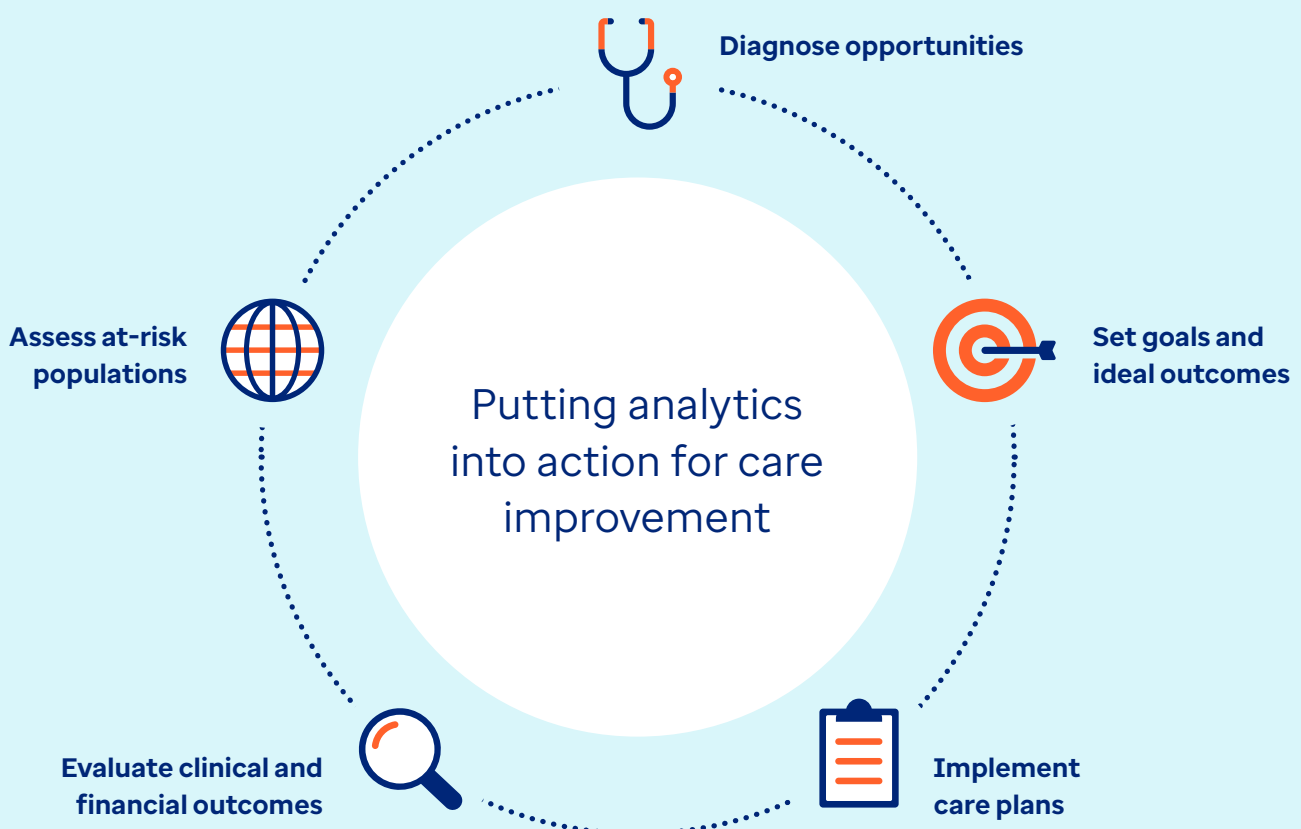 Diagnose opportunities
Set goals and
ideal outcomes
Implement
care plans
Evaluate clinical and
financial outcomes
Assess at-risk
populations
Putting analytics
into action for care
improvement